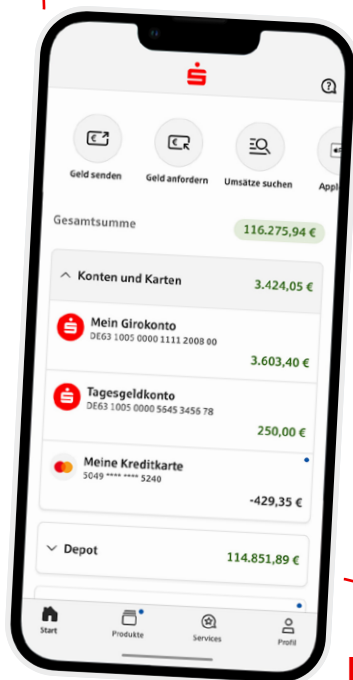 Geld senden
Geld anfordern
Umsätze suchen
Gesamtsumme
116.275,94 €
Konten und Karten
3.424,05 €
Mein Girokonto
DE63 1005 0000 1111 2008 00
3.603,40 €
Tagesgeldkonto
DE63 1005 0000 5645 3456 78
250,00 €
Meine Kreditkarte
5049 **** **** 5240
-429,35 €
Depot
114.851,89 €
Start
Produkte
Services
Profil